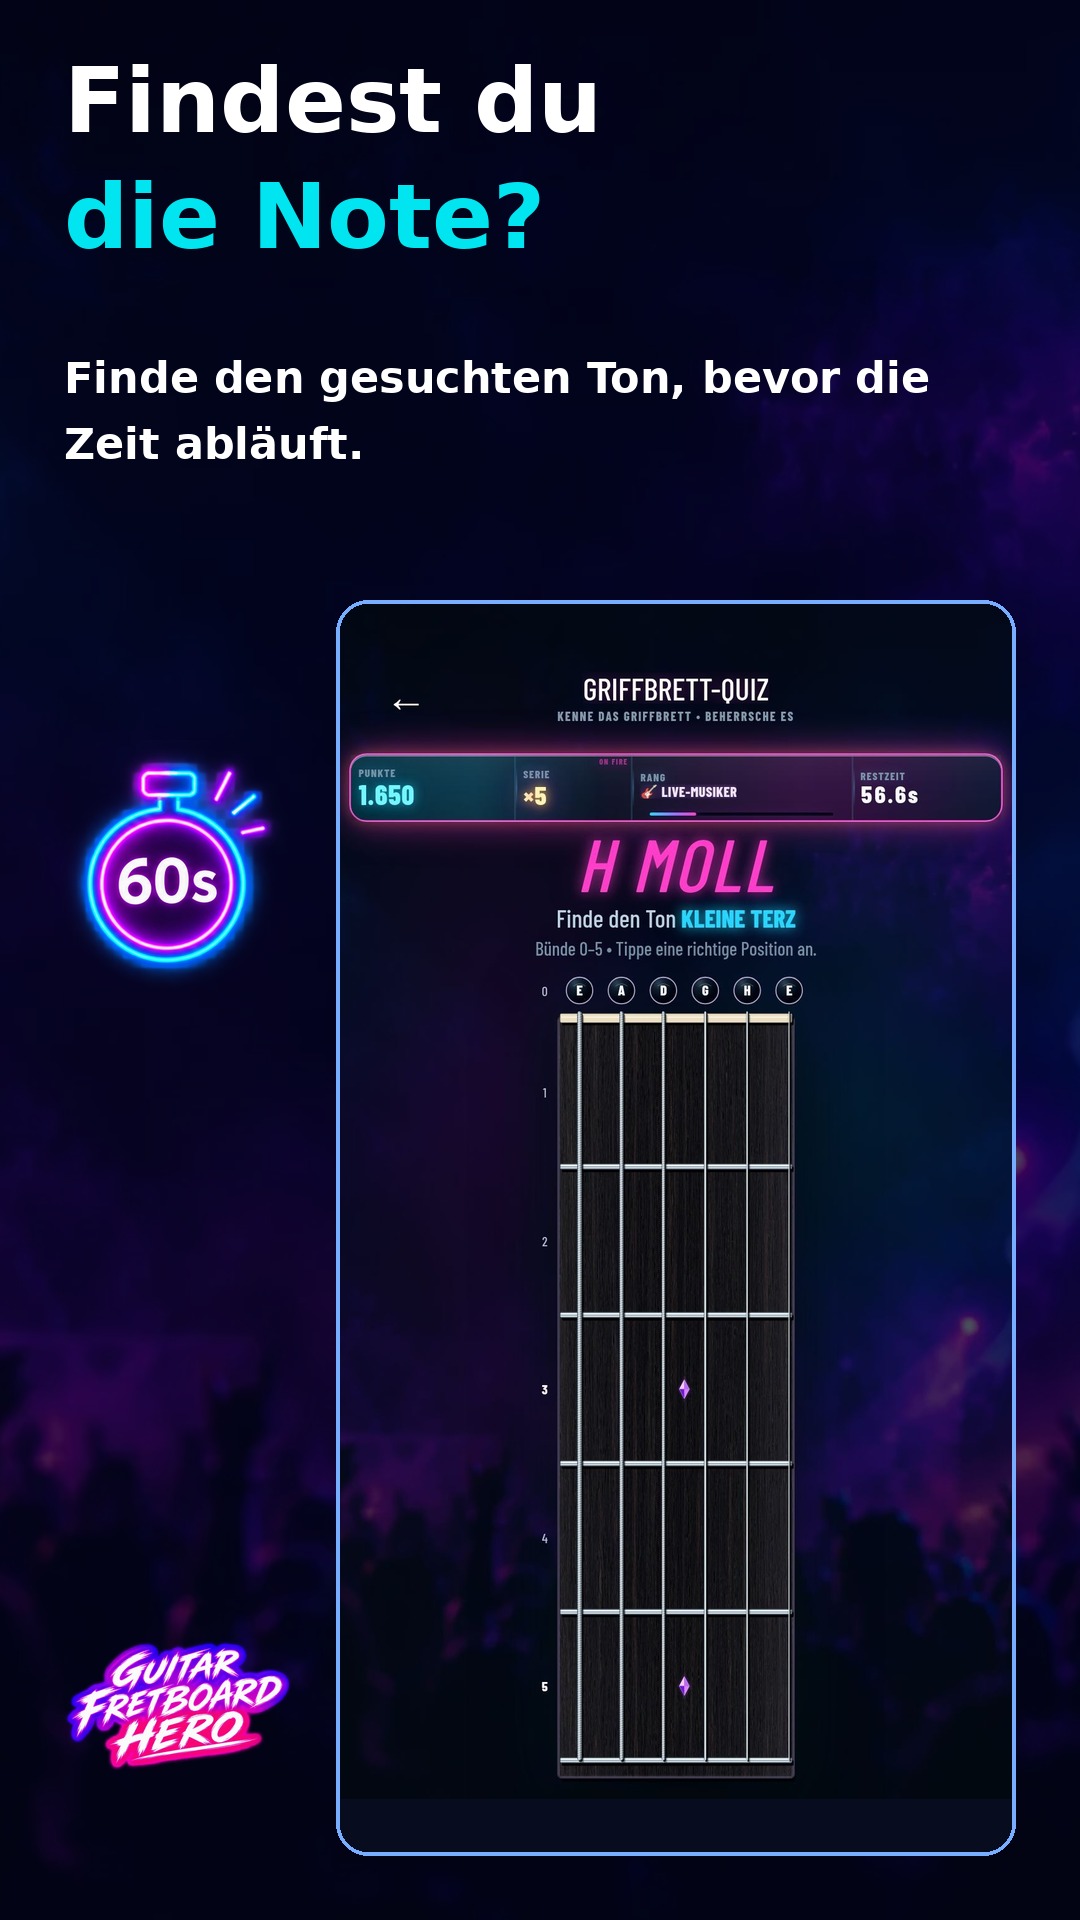 Findest du
die Note?
Finde den gesuchten Ton, bevor die
Zeit abläuft.
←
GRIFFBRETT-QUIZ
KENNE DAS GRIFFBRETT • BEHERRSCHE ES
PUNKTE
1.650
SERIE
×5
ON FIRE
RANG
🎸 LIVE-MUSIKER
RESTZEIT
56.6s
H MOLL
Finde den Ton KLEINE TERZ
Bünde 0–5 • Tippe eine richtige Position an.
0 E A D G H E
1
2
3
4
5
60s
GUITAR
FRETBOARD
HERO